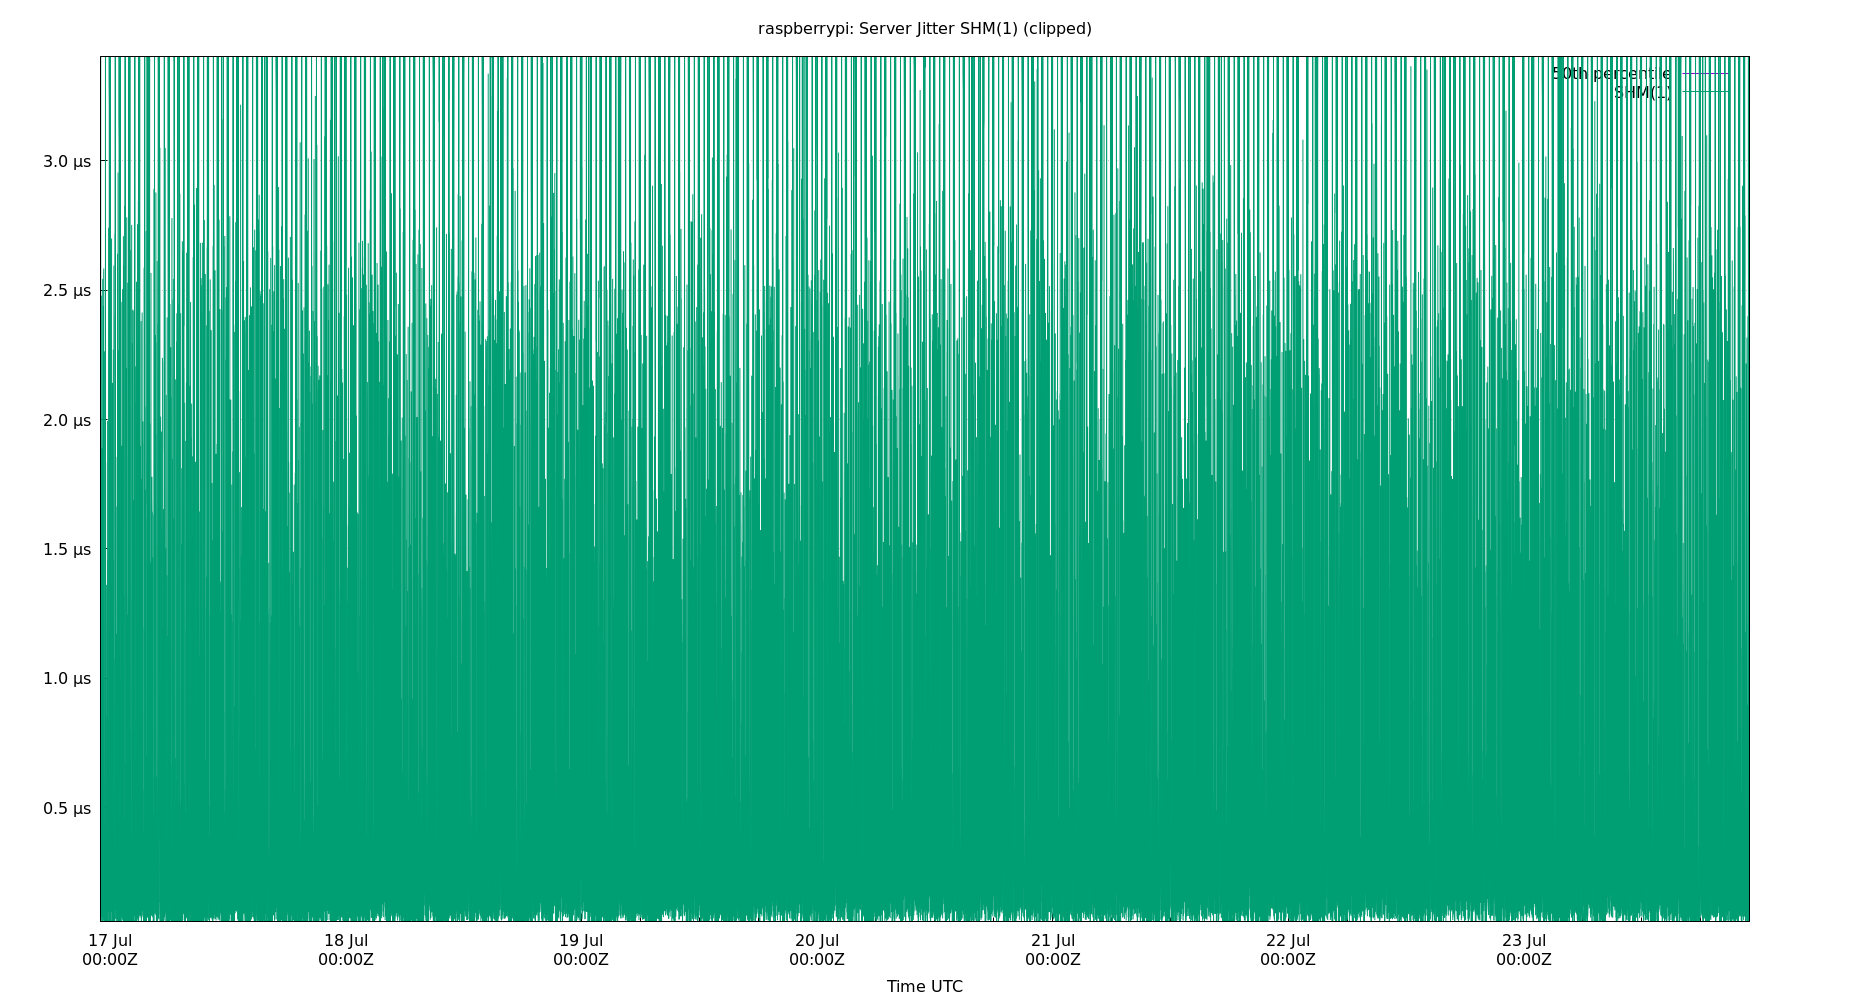 raspberrypi: Server Jitter SHM(1) (clipped)
50th percentile
SHM(1)
3.0 µs
2.5 µs
2.0 µs
1.5 µs
1.0 µs
0.5 µs
17 Jul 18 Jul 19 Jul 20 Jul 21 Jul 22 Jul 23 Jul
00:00Z 00:00Z 00:00Z 00:00Z 00:00Z 00:00Z 00:00Z
Time UTC